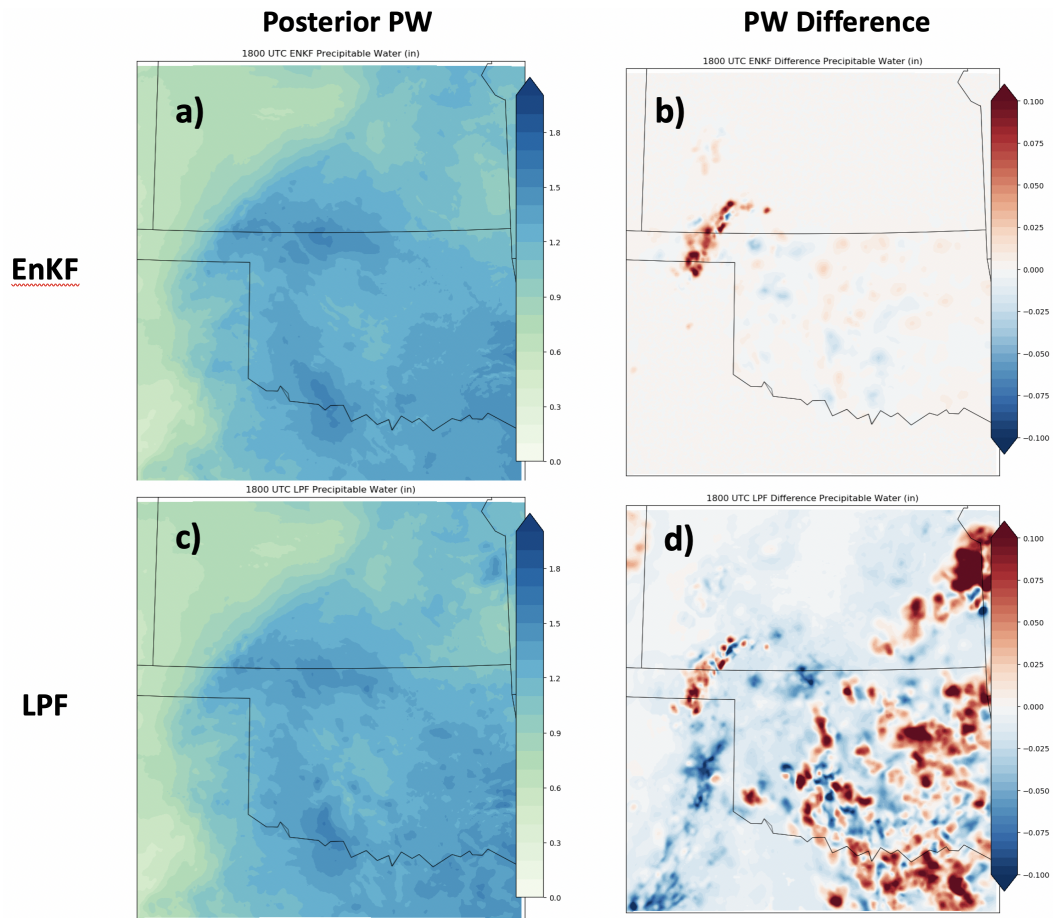 Posterior PW
PW Difference
1800 UTC ENKF Precipitable Water (in)
1800 UTC ENKF Difference Precipitable Water (in)
a)
b)
EnKF
1.8
1.5
1.2
0.9
0.6
0.3
0.0
0.100
0.075
0.050
0.025
0.000
−0.025
−0.050
−0.075
−0.100
1800 UTC LPF Precipitable Water (in)
1800 UTC LPF Difference Precipitable Water (in)
c)
d)
LPF
1.8
1.5
1.2
0.9
0.6
0.3
0.0
0.100
0.075
0.050
0.025
0.000
−0.025
−0.050
−0.075
−0.100